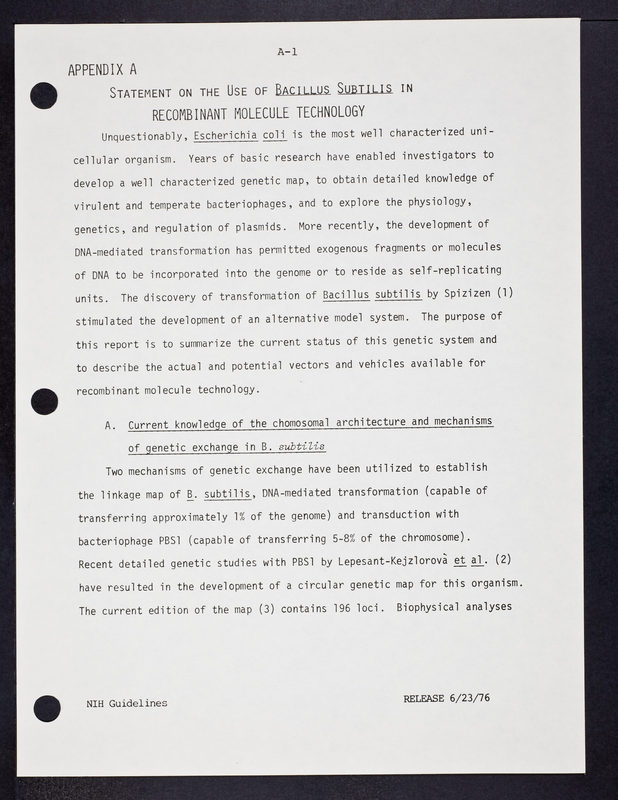 A-1
APPENDIX A
STATEMENT ON THE USE OF BACILLUS SUBTILIS IN
RECOMBINANT MOLECULE TECHNOLOGY
Unquestionably, Escherichia coli is the most well characterized uni-
cellular organism. Years of basic research have enabled investigators to
develop a well characterized genetic map, to obtain detailed knowledge of
virulent and temperate bacteriophages, and to explore the physiology,
genetics, and regulation of plasmids. More recently, the development of
DNA-mediated transformation has permitted exogenous fragments or molecules
of DNA to be incorporated into the genome or to reside as self-replicating
units. The discovery of transformation of Bacillus subtilis by Spizizen (1)
stimulated the development of an alternative model system. The purpose of
this report is to summarize the current status of this genetic system and
to describe the actual and potential vectors and vehicles available for
recombinant molecule technology.
A. Current knowledge of the chomosomal architecture and mechanisms
of genetic exchange in B. subtilis
Two mechanisms of genetic exchange have been utilized to establish
the linkage map of B. subtilis, DNA-mediated transformation (capable of
transferring approximately 1% of the genome) and transduction with
bacteriophage PBS1 (capable of transferring 5-8% of the chromosome).
Recent detailed genetic studies with PBS1 by Lepesant-Kejzlorovà et al. (2)
have resulted in the development of a circular genetic map for this organism.
The current edition of the map (3) contains 196 loci. Biophysical analyses
NIH Guidelines
RELEASE 6/23/76